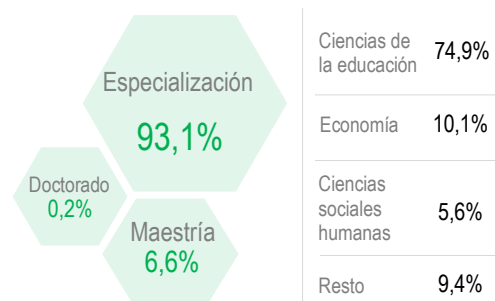 Especialización
93,1%
Doctorado
0,2%
Maestría
6,6%
Ciencias de
la educación
74,9%
Economía
10,1%
Ciencias
sociales
humanas
5,6%
Resto
9,4%